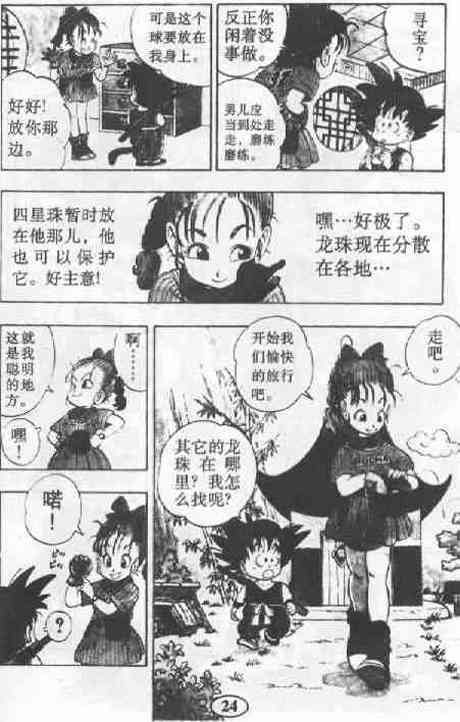 寻宝？
反正你
闲着没
事做。
男儿应
当到处走
走，磨练
磨练。
可是这个
球要放在
我身上。
好好！
放你那
边。
嘿…好极了。
龙珠现在分散
在各地…
四星珠暂时放
在他那儿，他
也可以保护
它。好主意！
走吧。
开始我
们愉快
的旅行
吧。
其它的龙
珠在哪
里？我怎
么找呢？
啊……
这就
是我
聪明
的地
方。
嘿！
喏！
？
24